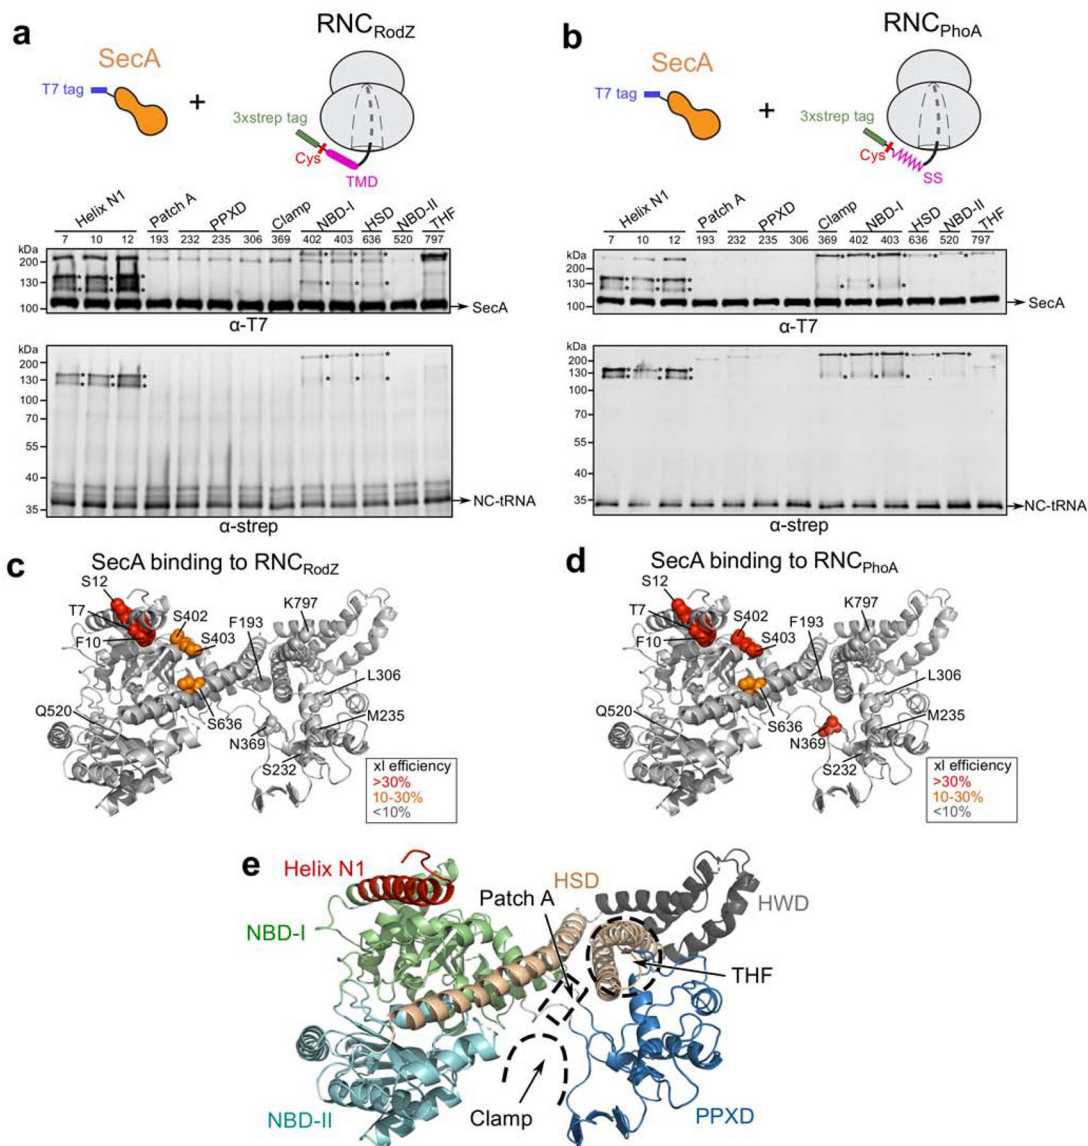 a
RNC_RodZ
SecA
T7 tag
+
3xstrep tag
Cys
TMD
Helix N1 Patch A PPXD Clamp NBD-I HSD NBD-II THF
kDa 7 10 12 193 232 235 306 369 402 403 636 520 797
200
130
100
SecA
α-T7
kDa
200
130
100
70
55
40
35
NC-tRNA
α-strep
b
RNC_PhoA
SecA
T7 tag
+
3xstrep tag
Cys
SS
Helix N1 Patch A PPXD Clamp NBD-I HSD NBD-II THF
kDa 7 10 12 193 232 235 306 369 402 403 636 520 797
200
130
100
SecA
α-T7
kDa
200
130
100
70
55
40
35
NC-tRNA
α-strep
c
SecA binding to RNC_RodZ
S12
T7
F10
S402
S403
F193
K797
L306
M235
Q520
S636
N369
S232
xl efficiency
>30%
10-30%
<10%
d
SecA binding to RNC_PhoA
S12
T7
F10
S402
S403
F193
K797
L306
M235
Q520
S636
N369
S232
xl efficiency
>30%
10-30%
<10%
e
Helix N1
NBD-I
Patch A
HSD
HWD
THF
NBD-II
Clamp
PPXD